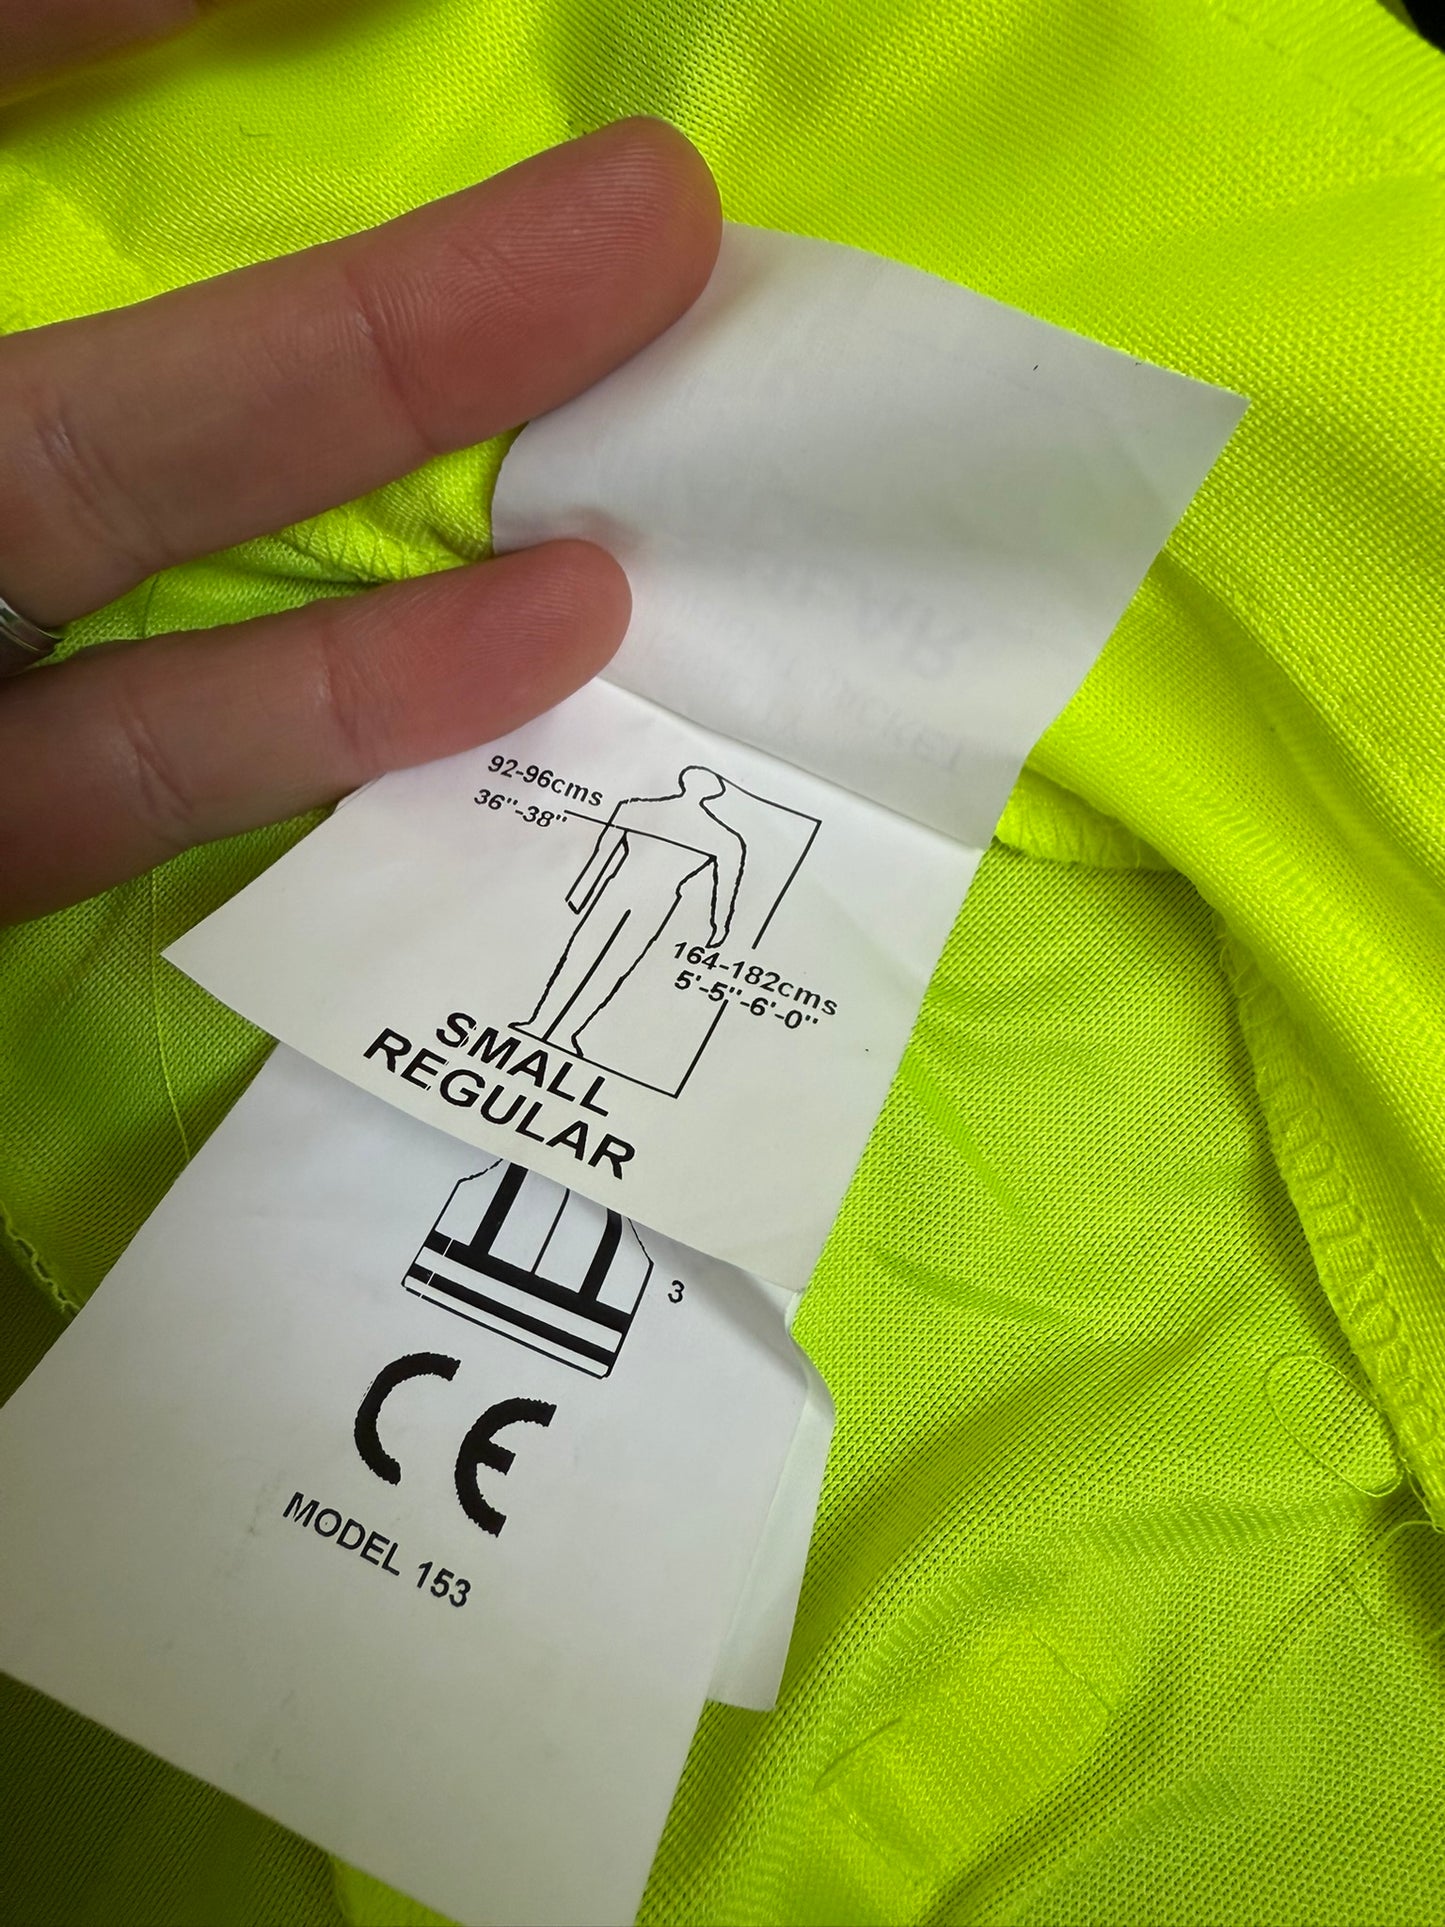 92-96cms
36"-38"
164-182cms
5'-5"-6'-0"
SMALL
REGULAR
3
CE
MODEL 153